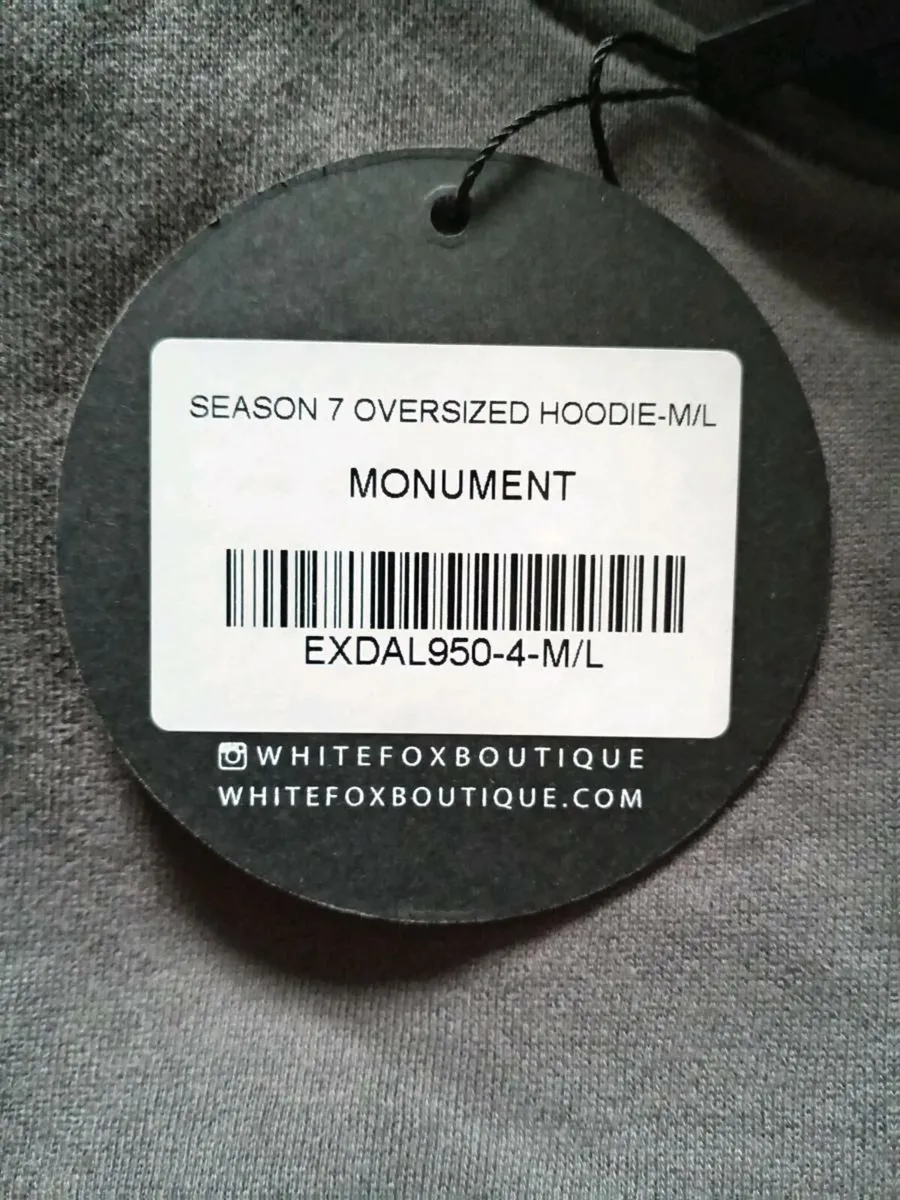 SEASON 7 OVERSIZED HOODIE-M/L
MONUMENT
EXDAL950-4-M/L
WHITEFOXBOUTIQUE
WHITEFOXBOUTIQUE.COM